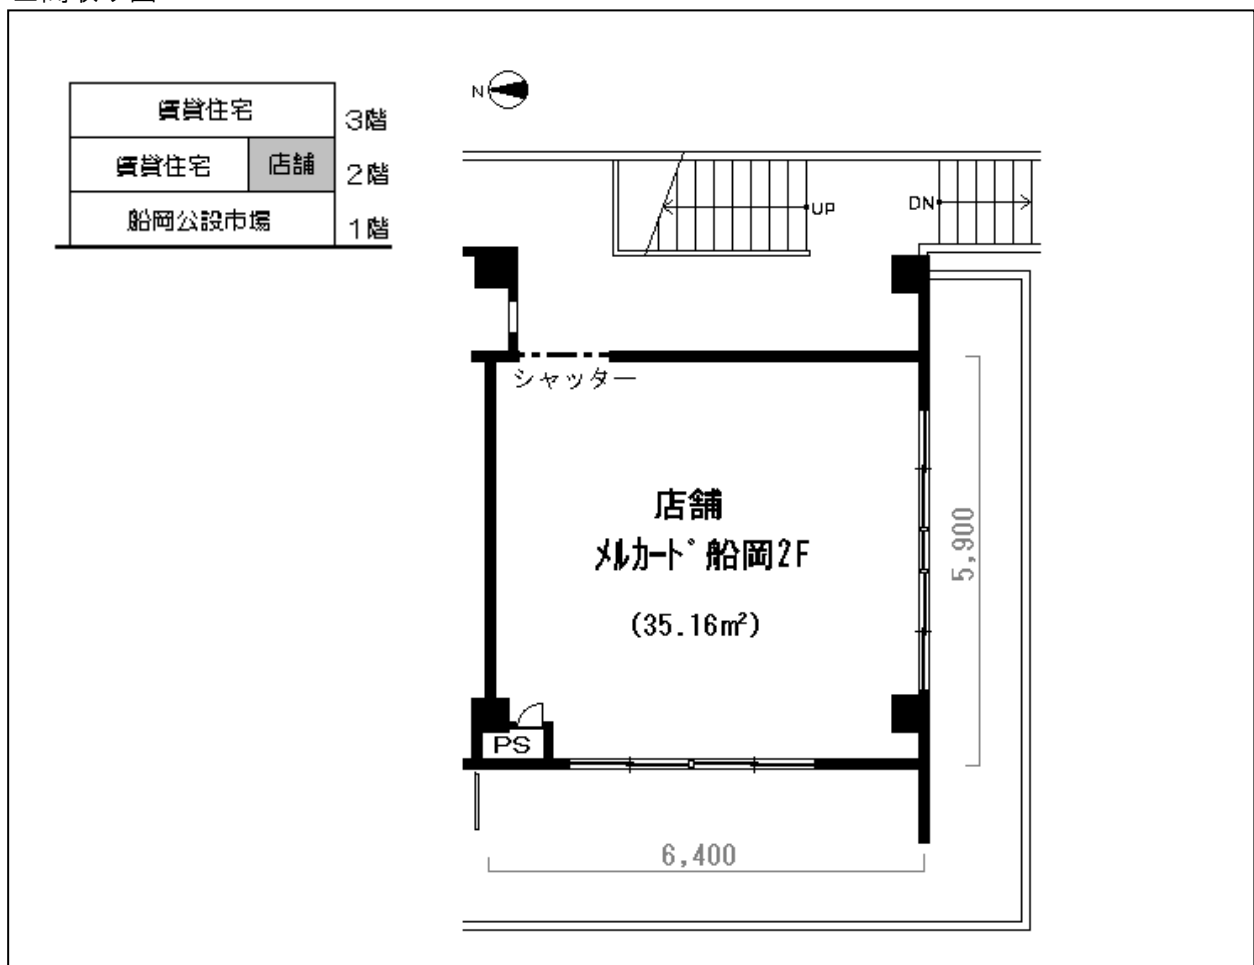 賃貸住宅
3階
賃貸住宅
店舗
2階
船岡公設市場
1階
N
UP
DN
シャッター
店舗
メルカード船岡2F
(35.16㎡)
5,900
PS
6,400